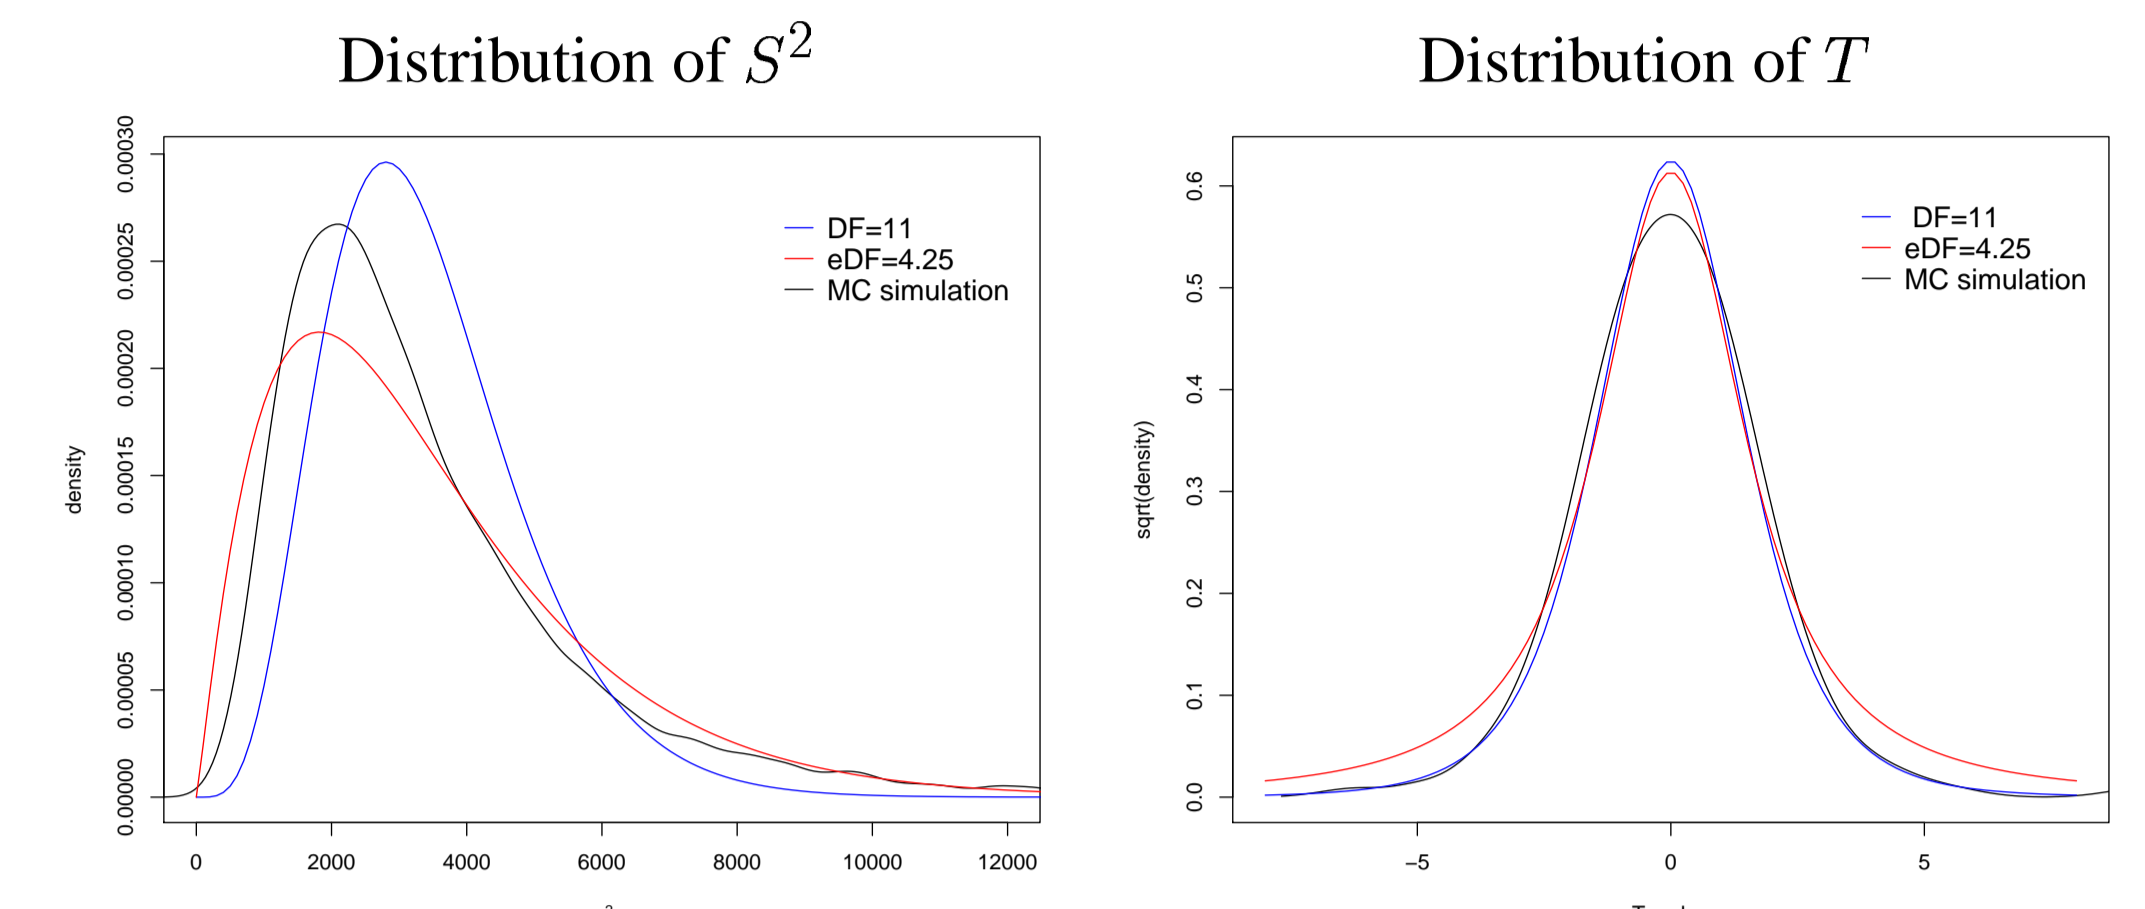 Distribution of S²
density
0.00030
0.00025
0.00020
0.00015
0.00010
0.00005
0.00000
DF=11
eDF=4.25
MC simulation
0 2000 4000 6000 8000 10000 12000
2
Distribution of T
sqrt(density)
0.6
0.5
0.4
0.3
0.2
0.1
0.0
DF=11
eDF=4.25
MC simulation
−5 0 5